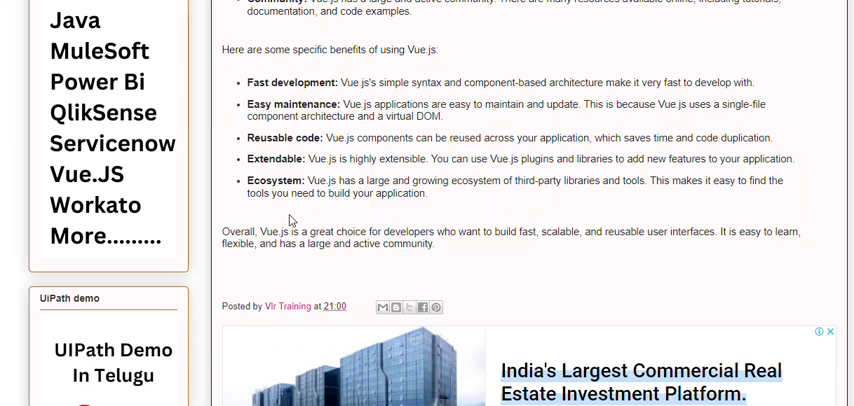 Java
MuleSoft
Power Bi
QlikSense
Servicenow
Vue.JS
Workato
More.........
UiPath demo
UIPath Demo
In Telugu
documentation, and code examples.
Here are some specific benefits of using Vue.js:
• Fast development: Vue.js's simple syntax and component-based architecture make it very fast to develop with.
• Easy maintenance: Vue.js applications are easy to maintain and update. This is because Vue.js uses a single-file
component architecture and a virtual DOM.
• Reusable code: Vue.js components can be reused across your application, which saves time and code duplication.
• Extendable: Vue.js is highly extensible. You can use Vue.js plugins and libraries to add new features to your application.
• Ecosystem: Vue.js has a large and growing ecosystem of third-party libraries and tools. This makes it easy to find the
tools you need to build your application.
Overall, Vue.js is a great choice for developers who want to build fast, scalable, and reusable user interfaces. It is easy to learn,
flexible, and has a large and active community.
Posted by Vlr Training at 21:00
India's Largest Commercial Real
Estate Investment Platform.